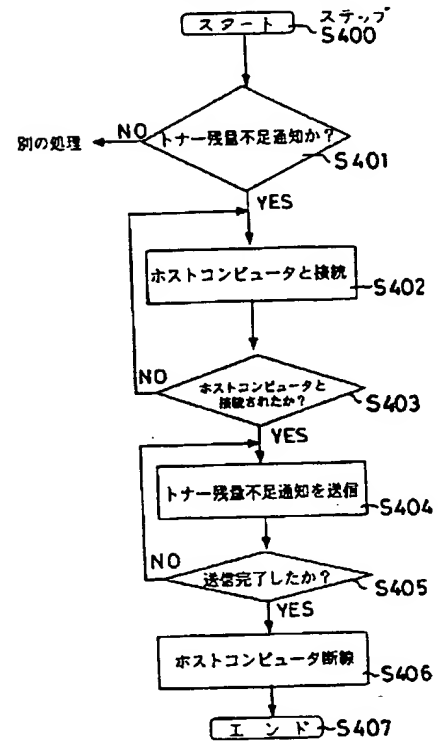 スタート
ステップ
S400
トナー残量不足通知か?
S401
NO
別の処理
YES
ホストコンピュータと接続
S402
ホストコンピュータと
接続されたか?
S403
NO
YES
トナー残量不足通知を送信
S404
送信完了したか?
S405
NO
YES
ホストコンピュータ断線
S406
エンド
S407